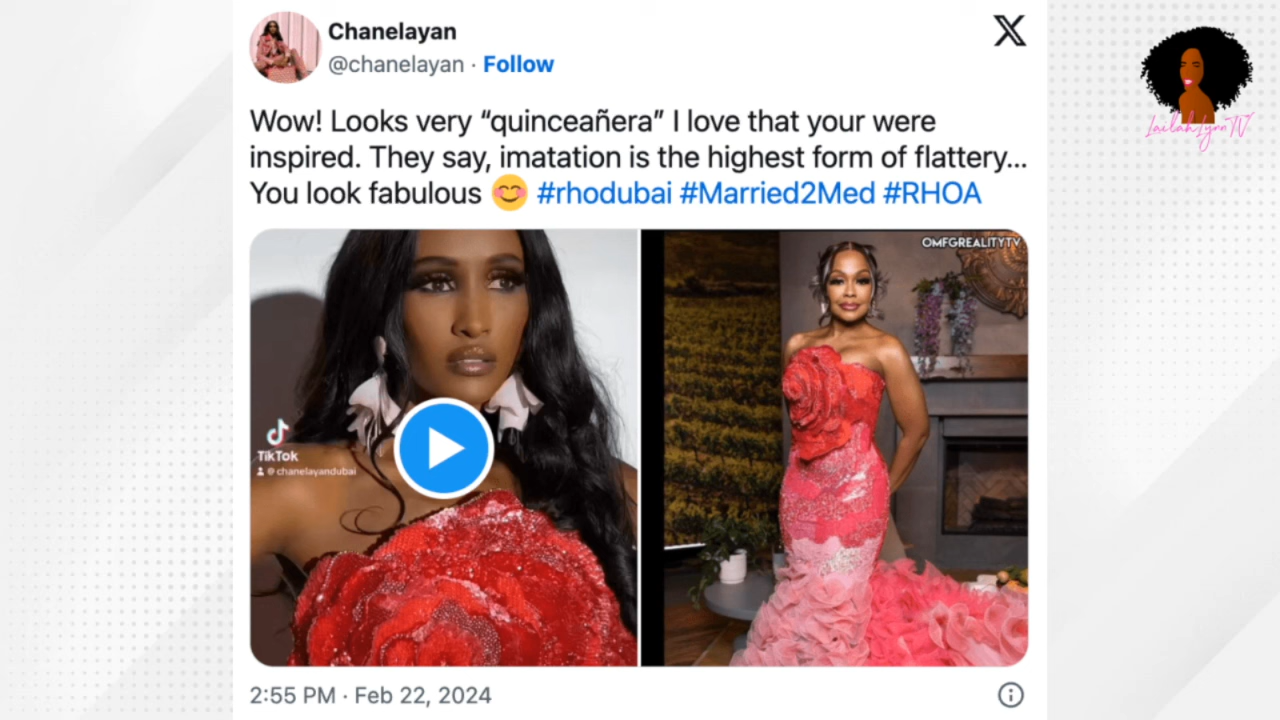 Chanelayan
@chanelayan · Follow
Wow! Looks very “quinceañera” I love that your were
inspired. They say, imatation is the highest form of flattery...
You look fabulous 😊 #rhodubai #Married2Med #RHOA
OMFGREALITYTV
TikTok
@chanelayandubai
2:55 PM · Feb 22, 2024
LaelahLynnTV